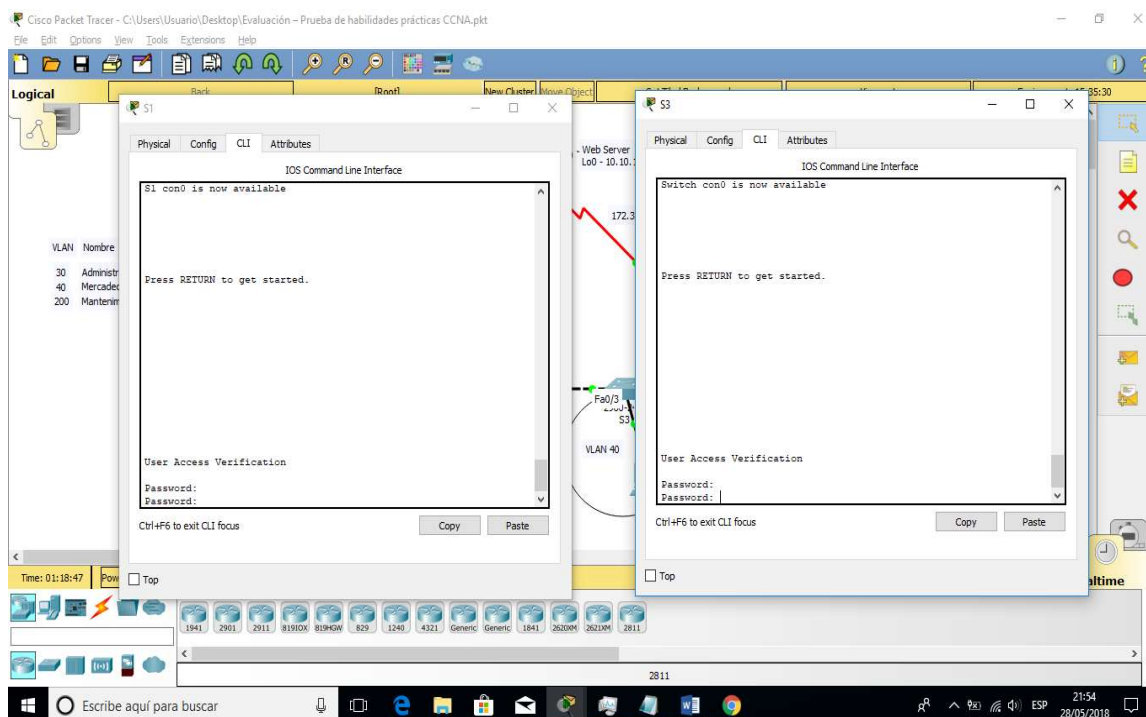 Cisco Packet Tracer - C:\Users\Usuario\Desktop\Evaluación – Prueba de habilidades prácticas CCNA.pkt
File Edit Options View Tools Extensions Help
Logical
Back
[Root]
New Cluster
Move Object
S1
Physical Config CLI Attributes
IOS Command Line Interface
S1 con0 is now available
Press RETURN to get started.
User Access Verification
Password:
Password:
Ctrl+F6 to exit CLI focus
Copy Paste
Top
S3
Physical Config CLI Attributes
IOS Command Line Interface
Switch con0 is now available
Press RETURN to get started.
User Access Verification
Password:
Password:
Ctrl+F6 to exit CLI focus
Copy Paste
Top
Web Server
Lo0 - 10.10.
172.3
VLAN Nombre
30
40
200
Fa0/3
S3
VLAN 40
Time: 01:18:47
1941 2901 2911 819IOX 819HGW 829 1240 4321 Generic Generic 1841 2620XM 2621XM 2811
2811
Escribe aquí para buscar
ESP
21:54
28/05/2018